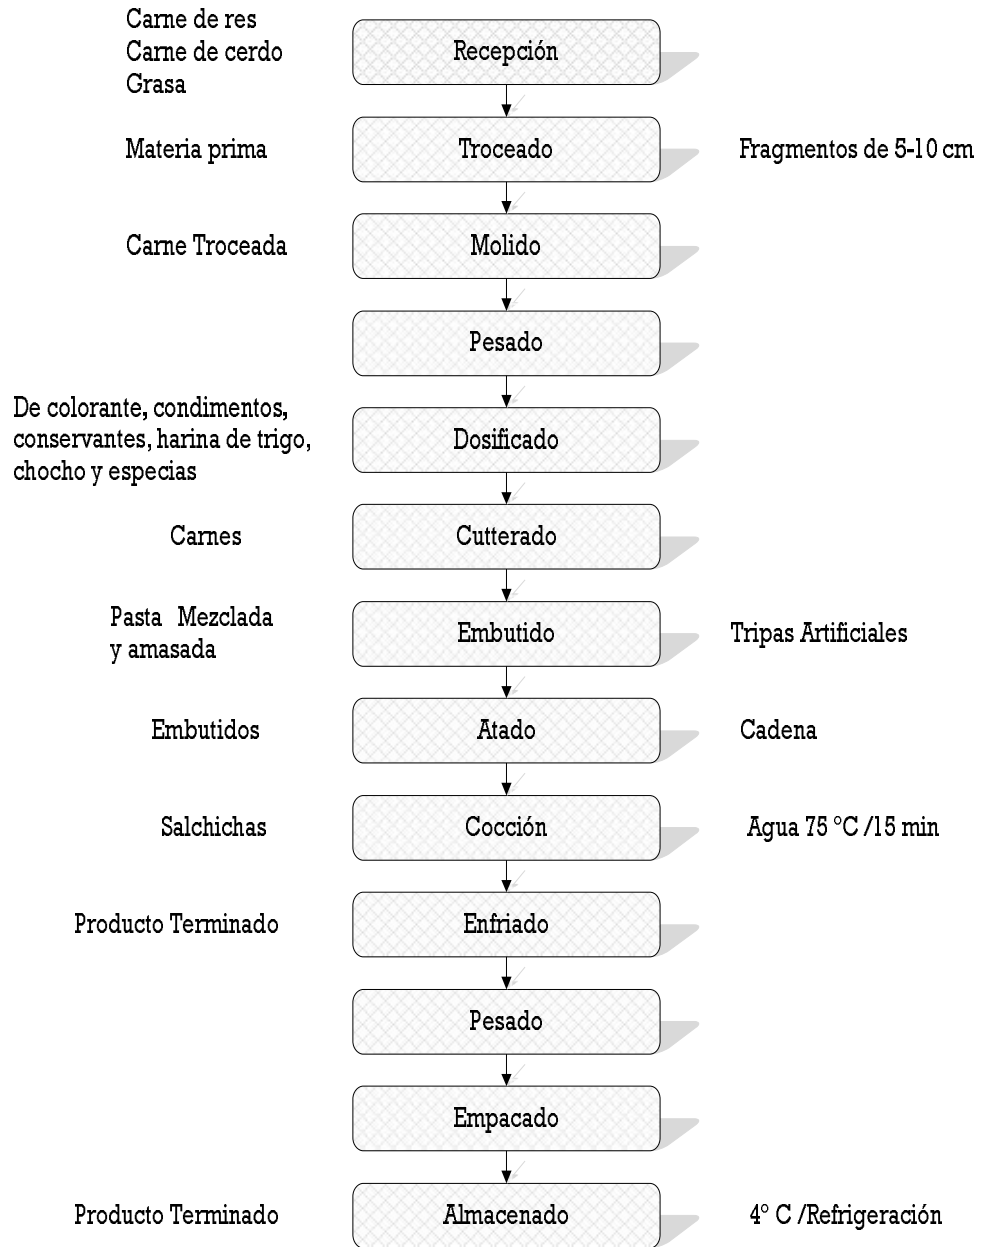 Carne de res
Carne de cerdo
Grasa
Recepción
Materia prima
Troceado
Fragmentos de 5-10 cm
Carne Troceada
Molido
Pesado
De colorante, condimentos,
conservantes, harina de trigo,
chocho y especias
Dosificado
Carnes
Cutterado
Pasta Mezclada
y amasada
Embutido
Tripas Artificiales
Embutidos
Atado
Cadena
Salchichas
Cocción
Agua 75 °C /15 min
Producto Terminado
Enfriado
Pesado
Empacado
Producto Terminado
Almacenado
4° C /Refrigeración